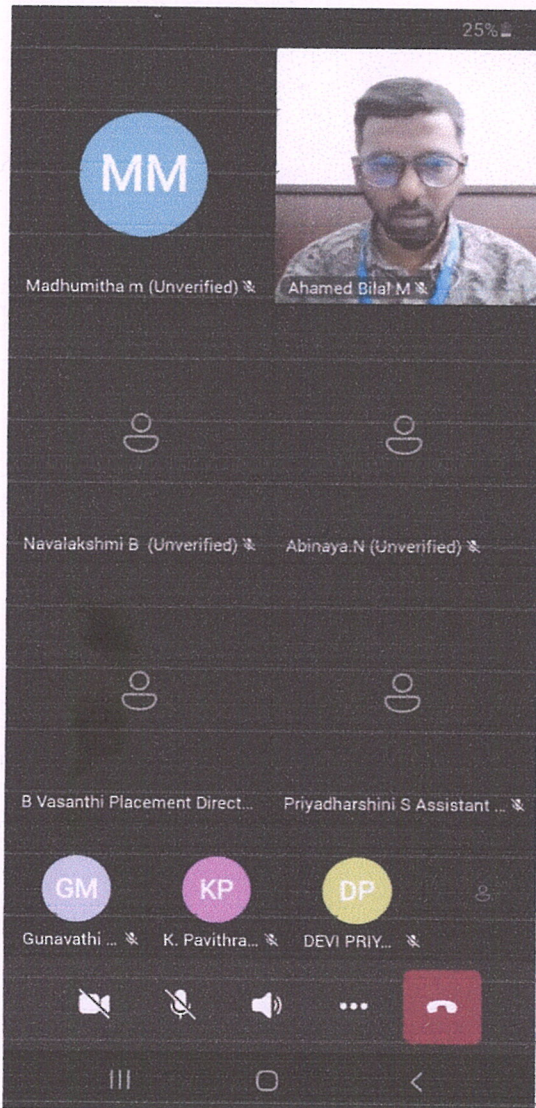 25%
MM
Madhumitha m (Unverified)
Ahamed Bilal M
Navalakshmi B (Unverified)
Abinaya.N (Unverified)
B Vasanthi Placement Direct...
Priyadharshini S Assistant ...
GM
KP
DP
Gunavathi ...
K. Pavithra...
DEVI PRIY...